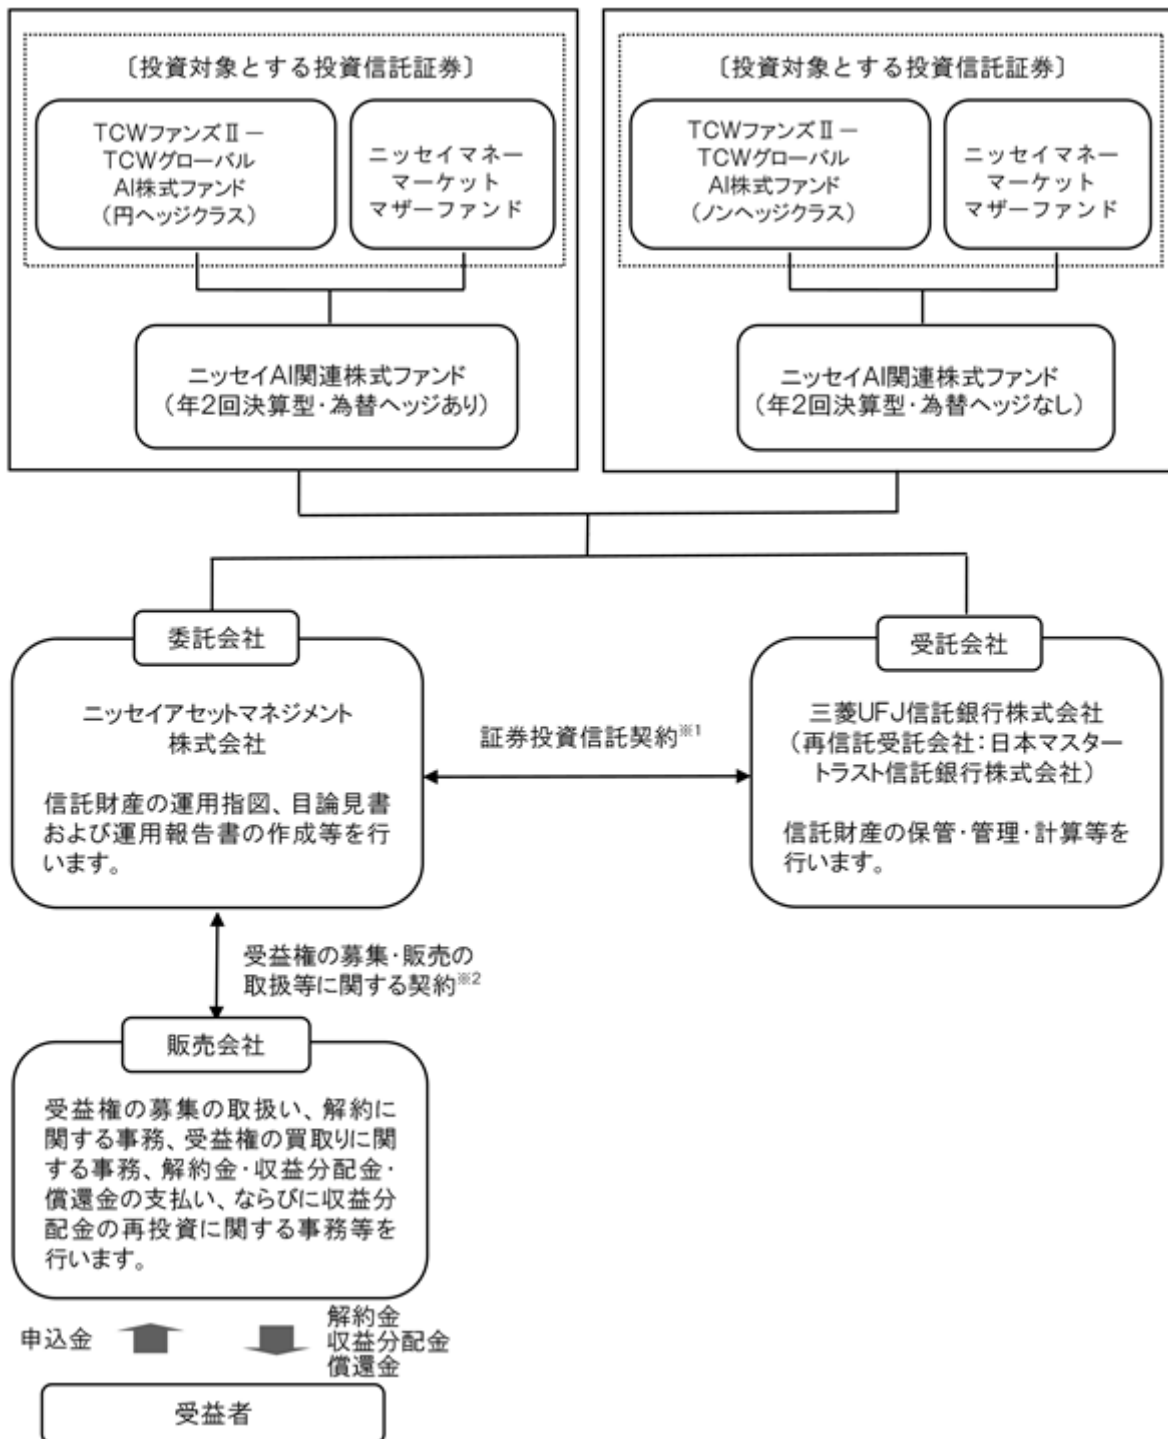 〔投資対象とする投資信託証券〕
TCWファンズⅡ－
TCWグローバル
AI株式ファンド
（円ヘッジクラス）
ニッセイマネー
マーケット
マザーファンド
ニッセイAI関連株式ファンド
（年2回決算型・為替ヘッジあり）
〔投資対象とする投資信託証券〕
TCWファンズⅡ－
TCWグローバル
AI株式ファンド
（ノンヘッジクラス）
ニッセイマネー
マーケット
マザーファンド
ニッセイAI関連株式ファンド
（年2回決算型・為替ヘッジなし）
委託会社
ニッセイアセットマネジメント
株式会社
信託財産の運用指図、目論見書
および運用報告書の作成等を行
います。
証券投資信託契約※1
受託会社
三菱UFJ信託銀行株式会社
（再信託受託会社：日本マスター
トラスト信託銀行株式会社）
信託財産の保管・管理・計算等を
行います。
受益権の募集・販売の
取扱等に関する契約※2
販売会社
受益権の募集の取扱い、解約に
関する事務、受益権の買取りに関
する事務、解約金・収益分配金・
償還金の支払い、ならびに収益分
配金の再投資に関する事務等を
行います。
申込金
解約金
収益分配金
償還金
受益者